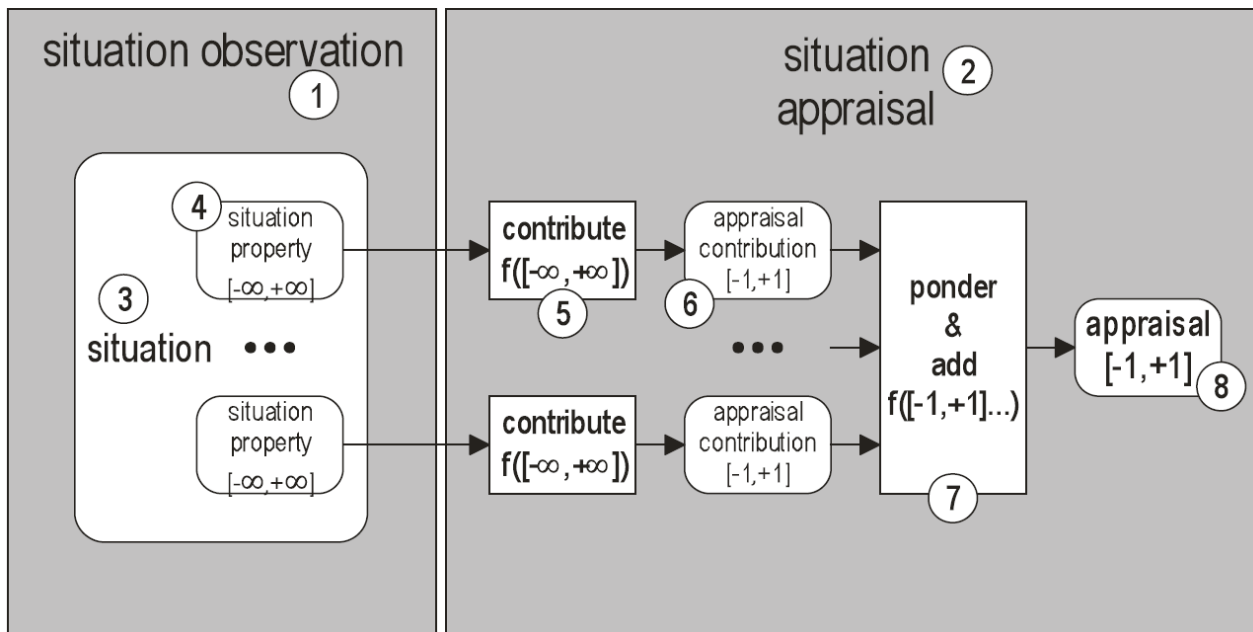 situation observation
1
situation
appraisal
2
4
situation
property
[-∞,+∞]
3
situation
•••
situation
property
[-∞,+∞]
contribute
f([-∞,+∞])
5
contribute
f([-∞,+∞])
appraisal
contribution
[-1,+1]
6
•••
appraisal
contribution
[-1,+1]
ponder
&
add
f([-1,+1]...)
7
appraisal
[-1,+1]
8